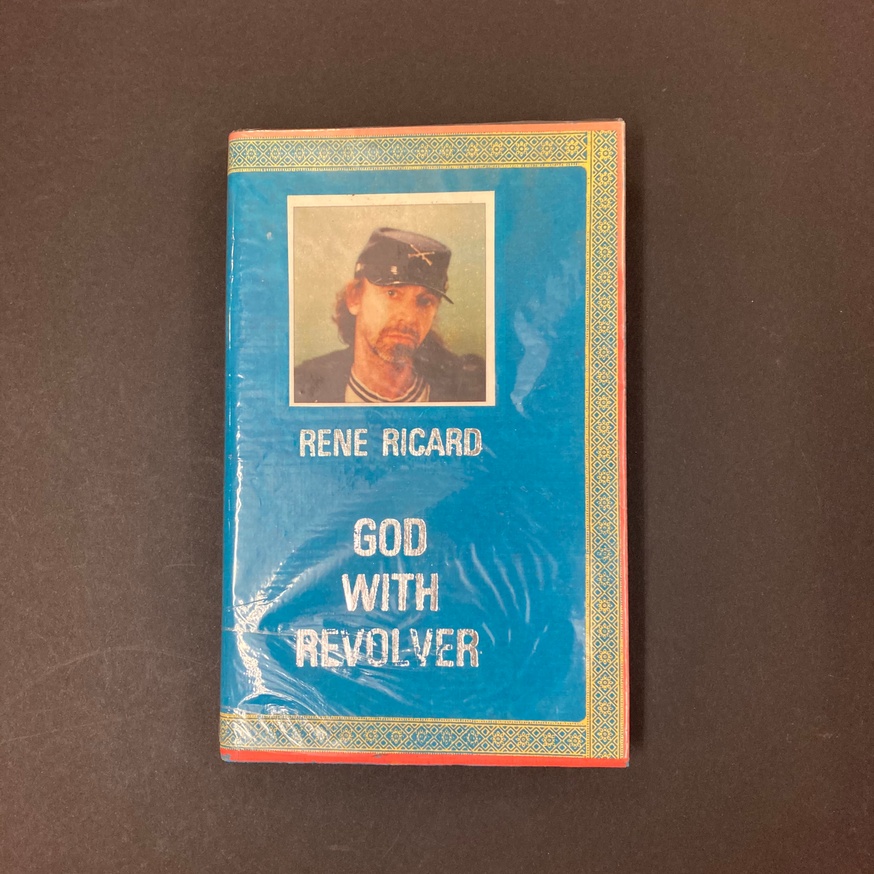 RENE RICARD
GOD
WITH
REVOLVER